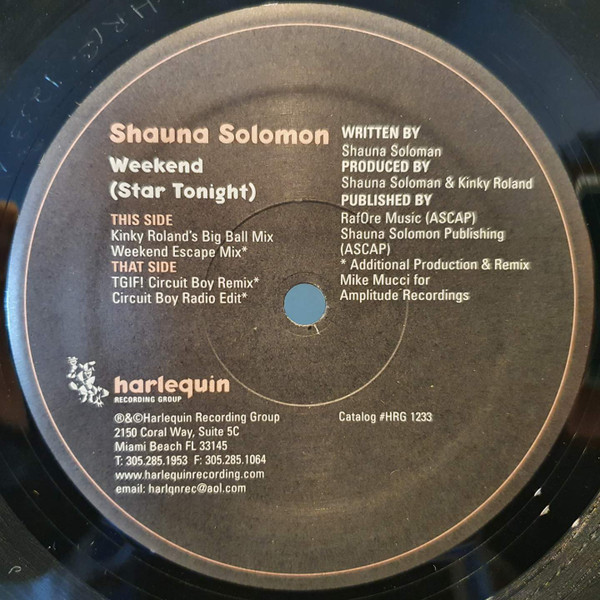 Shauna Solomon
Weekend
(Star Tonight)
THIS SIDE
Kinky Roland's Big Ball Mix
Weekend Escape Mix*
THAT SIDE
TGIF! Circuit Boy Remix*
Circuit Boy Radio Edit*
WRITTEN BY
Shauna Soloman
PRODUCED BY
Shauna Soloman & Kinky Roland
PUBLISHED BY
RafOre Music (ASCAP)
Shauna Solomon Publishing
(ASCAP)
* Additional Production & Remix
Mike Mucci for
Amplitude Recordings
harlequin
RECORDING GROUP
®&©Harlequin Recording Group
2150 Coral Way, Suite 5C
Miami Beach FL 33145
T: 305.285.1953 F: 305.285.1064
www.harlequinrecording.com
email: harlqnrec@aol.com
Catalog #HRG 1233
HRG 1233